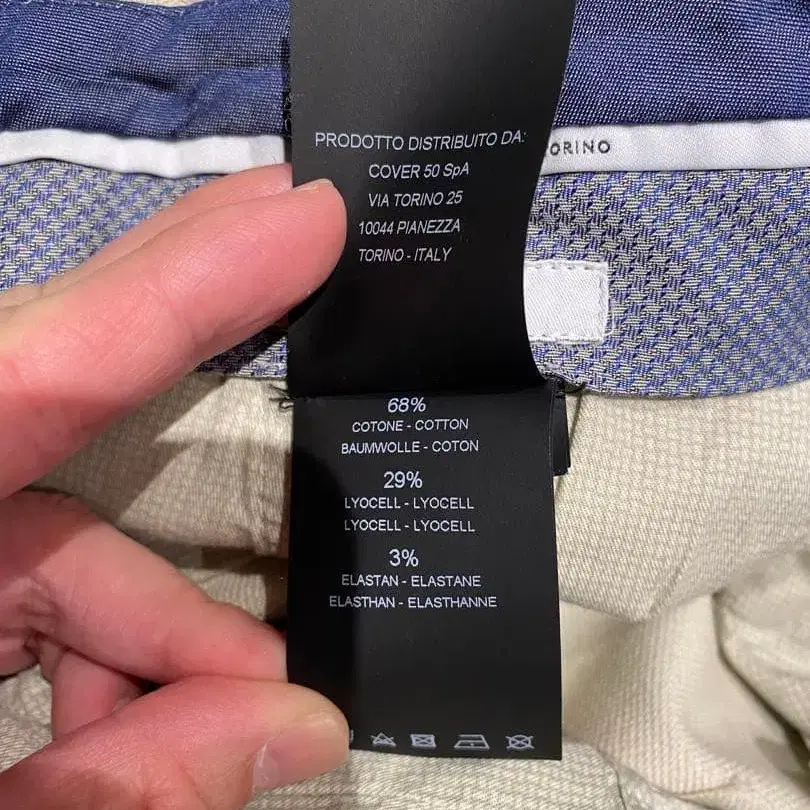 PRODOTTO DISTRIBUITO DA:
COVER 50 SpA
VIA TORINO 25
10044 PIANEZZA
TORINO - ITALY
ORINO
68%
COTONE - COTTON
BAUMWOLLE - COTON
29%
LYOCELL - LYOCELL
LYOCELL - LYOCELL
3%
ELASTAN - ELASTANE
ELASTHAN - ELASTHANNE